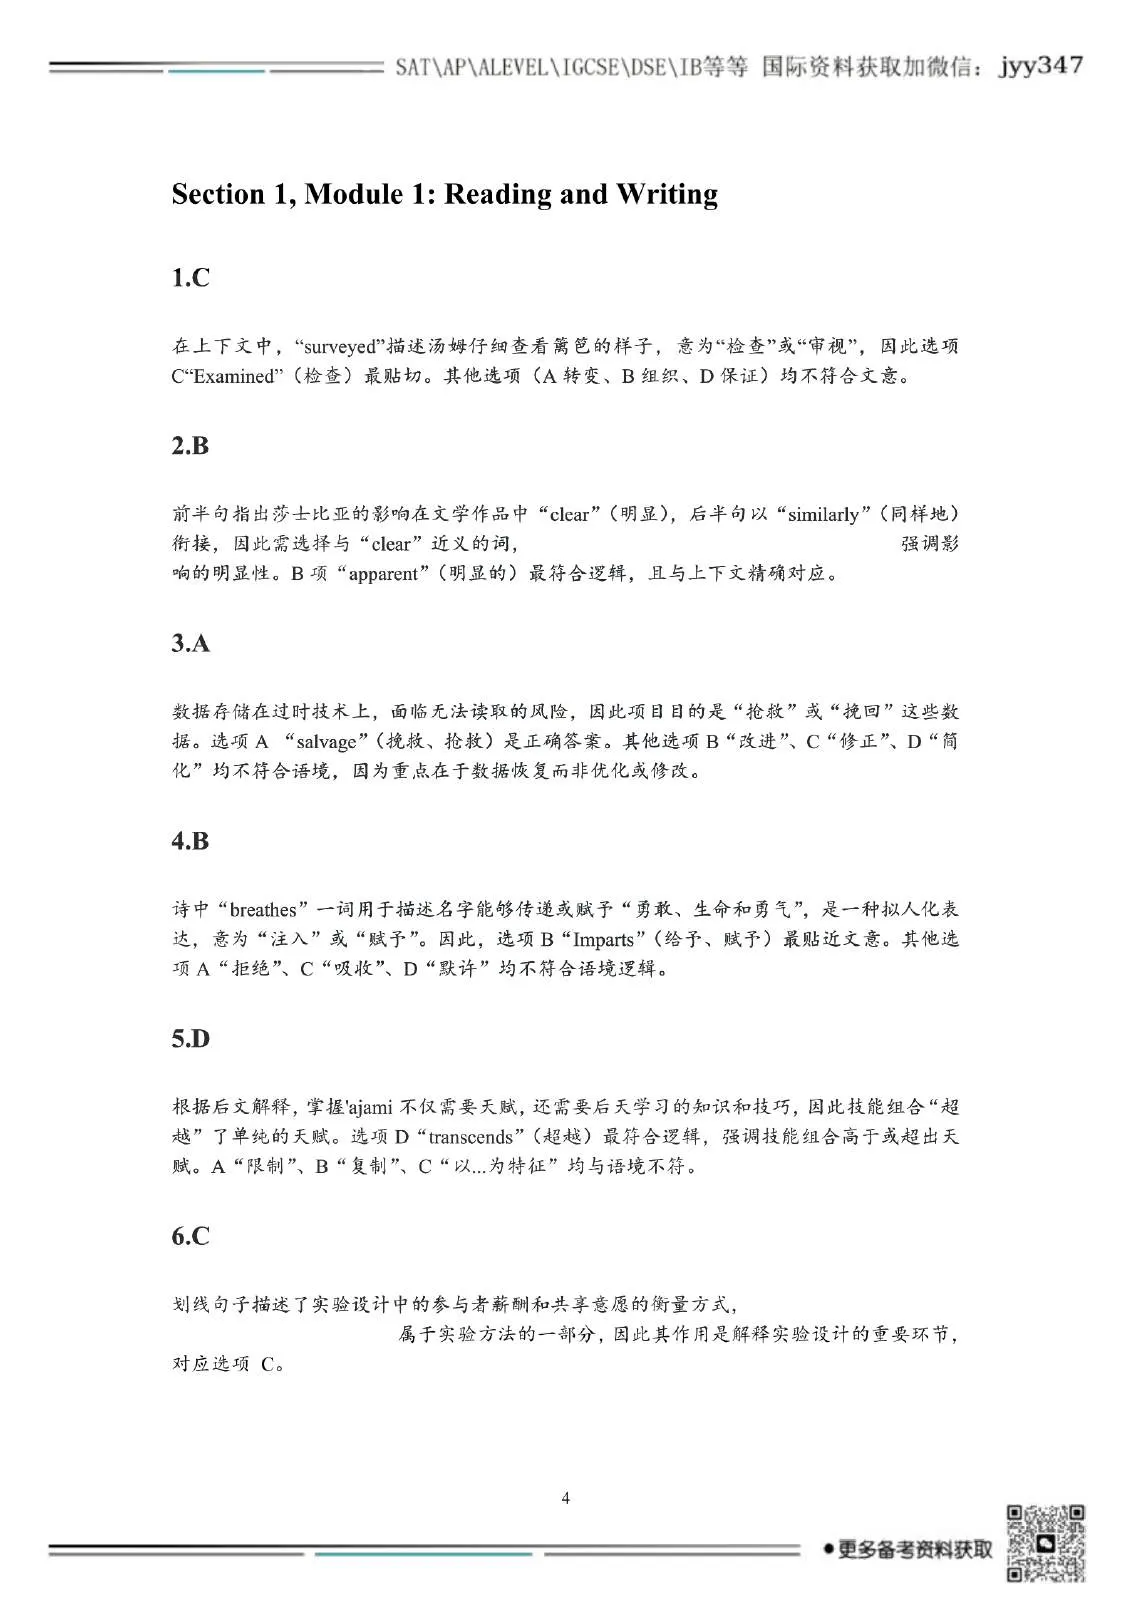 SAT\AP\ALEVEL\IGCSE\DSE\IB等等 国际资料获取加微信：jyy347
Section 1, Module 1: Reading and Writing
1.C
在上下文中，“surveyed”描述汤姆仔细查看篱笆的样子，意为“检查”或“审视”，因此选项
C“Examined”（检查）最贴切。其他选项（A 转变、B 组织、D 保证）均不符合文意。
2.B
前半句指出莎士比亚的影响在文学作品中“clear”（明显），后半句以“similarly”（同样地）
衔接，因此需选择与“clear”近义的词， 强调影
响的明显性。B 项“apparent”（明显的）最符合逻辑，且与上下文精确对应。
3.A
数据存储在过时技术上，面临无法读取的风险，因此项目目的是“抢救”或“挽回”这些数
据。选项 A “salvage”（挽救、抢救）是正确答案。其他选项 B“改进”、C“修正”、D“简
化”均不符合语境，因为重点在于数据恢复而非优化或修改。
4.B
诗中“breathes”一词用于描述名字能够传递或赋予“勇敢、生命和勇气”，是一种拟人化表
达，意为“注入”或“赋予”。因此，选项 B“Imparts”（给予、赋予）最贴近文意。其他选
项 A“拒绝”、C“吸收”、D“默许”均不符合语境逻辑。
5.D
根据后文解释，掌握'ajami 不仅需要天赋，还需要后天学习的知识和技巧，因此技能组合“超
越”了单纯的天赋。选项 D“transcends”（超越）最符合逻辑，强调技能组合高于或超出天
赋。A“限制”、B“复制”、C“以...为特征”均与语境不符。
6.C
划线句子描述了实验设计中的参与者薪酬和共享意愿的衡量方式，
属于实验方法的一部分，因此其作用是解释实验设计的重要环节，
对应选项 C。
4
●更多备考资料获取